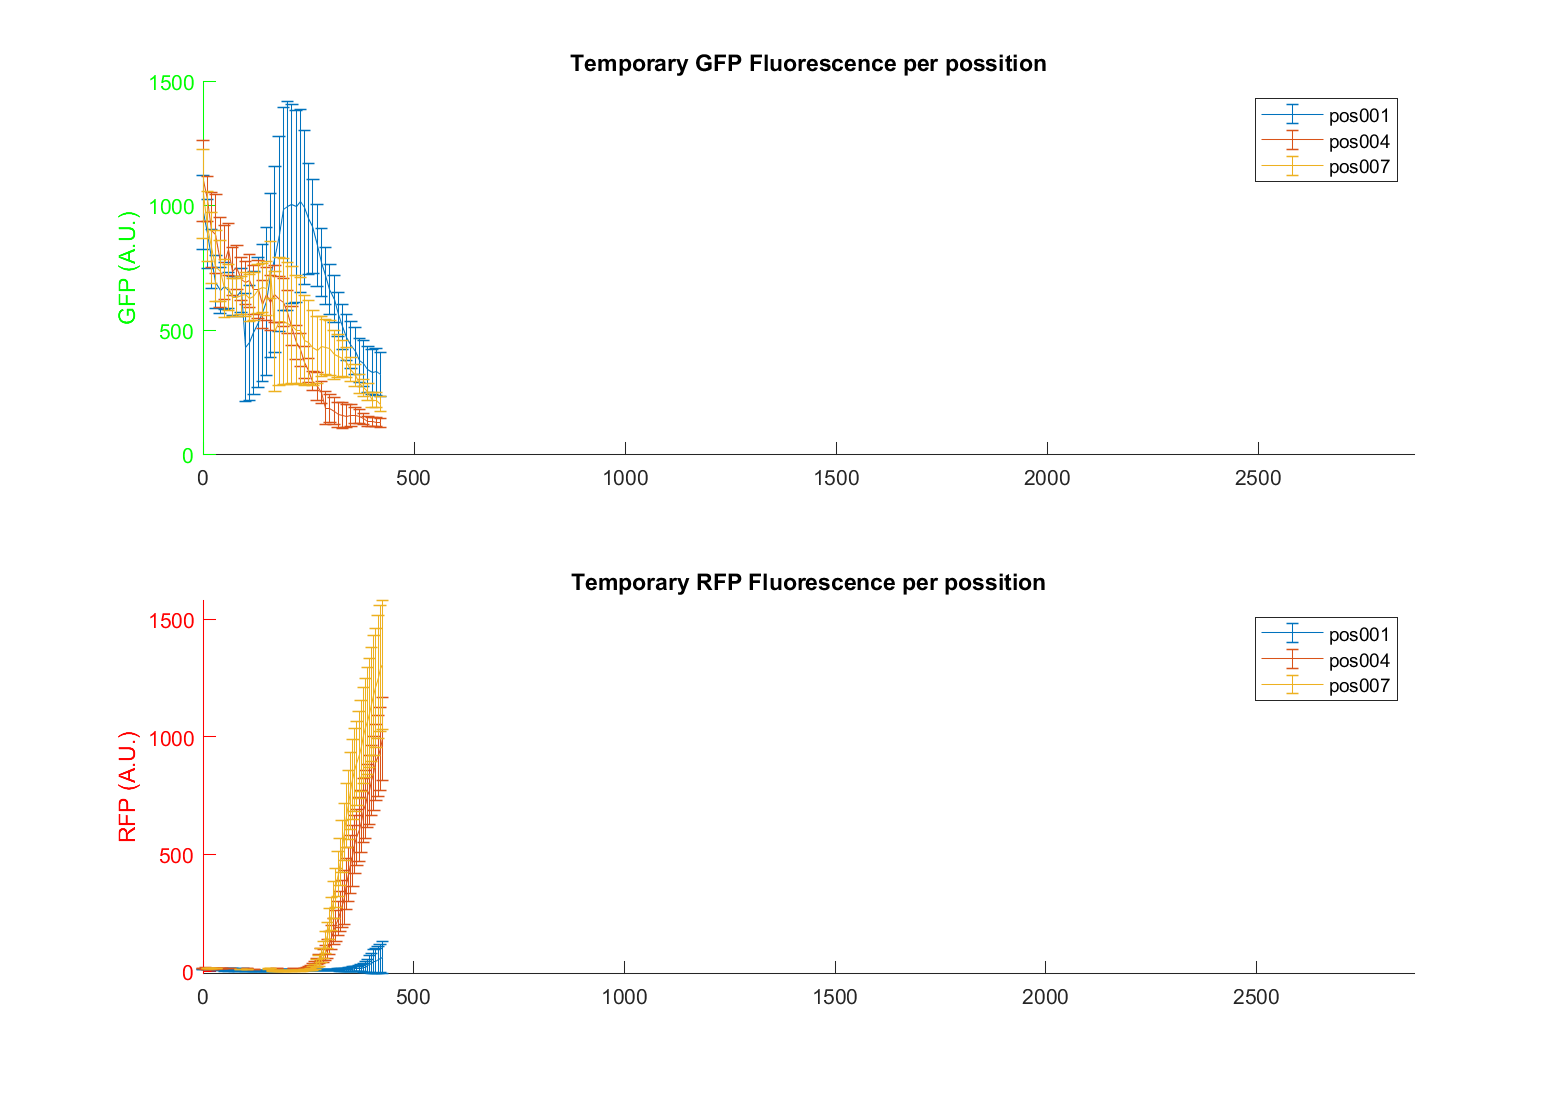 Temporary GFP Fluorescence per possition
1500
1000
500
0
GFP (A.U.)
pos001
pos004
pos007
0 500 1000 1500 2000 2500
Temporary RFP Fluorescence per possition
1500
1000
500
0
RFP (A.U.)
pos001
pos004
pos007
0 500 1000 1500 2000 2500